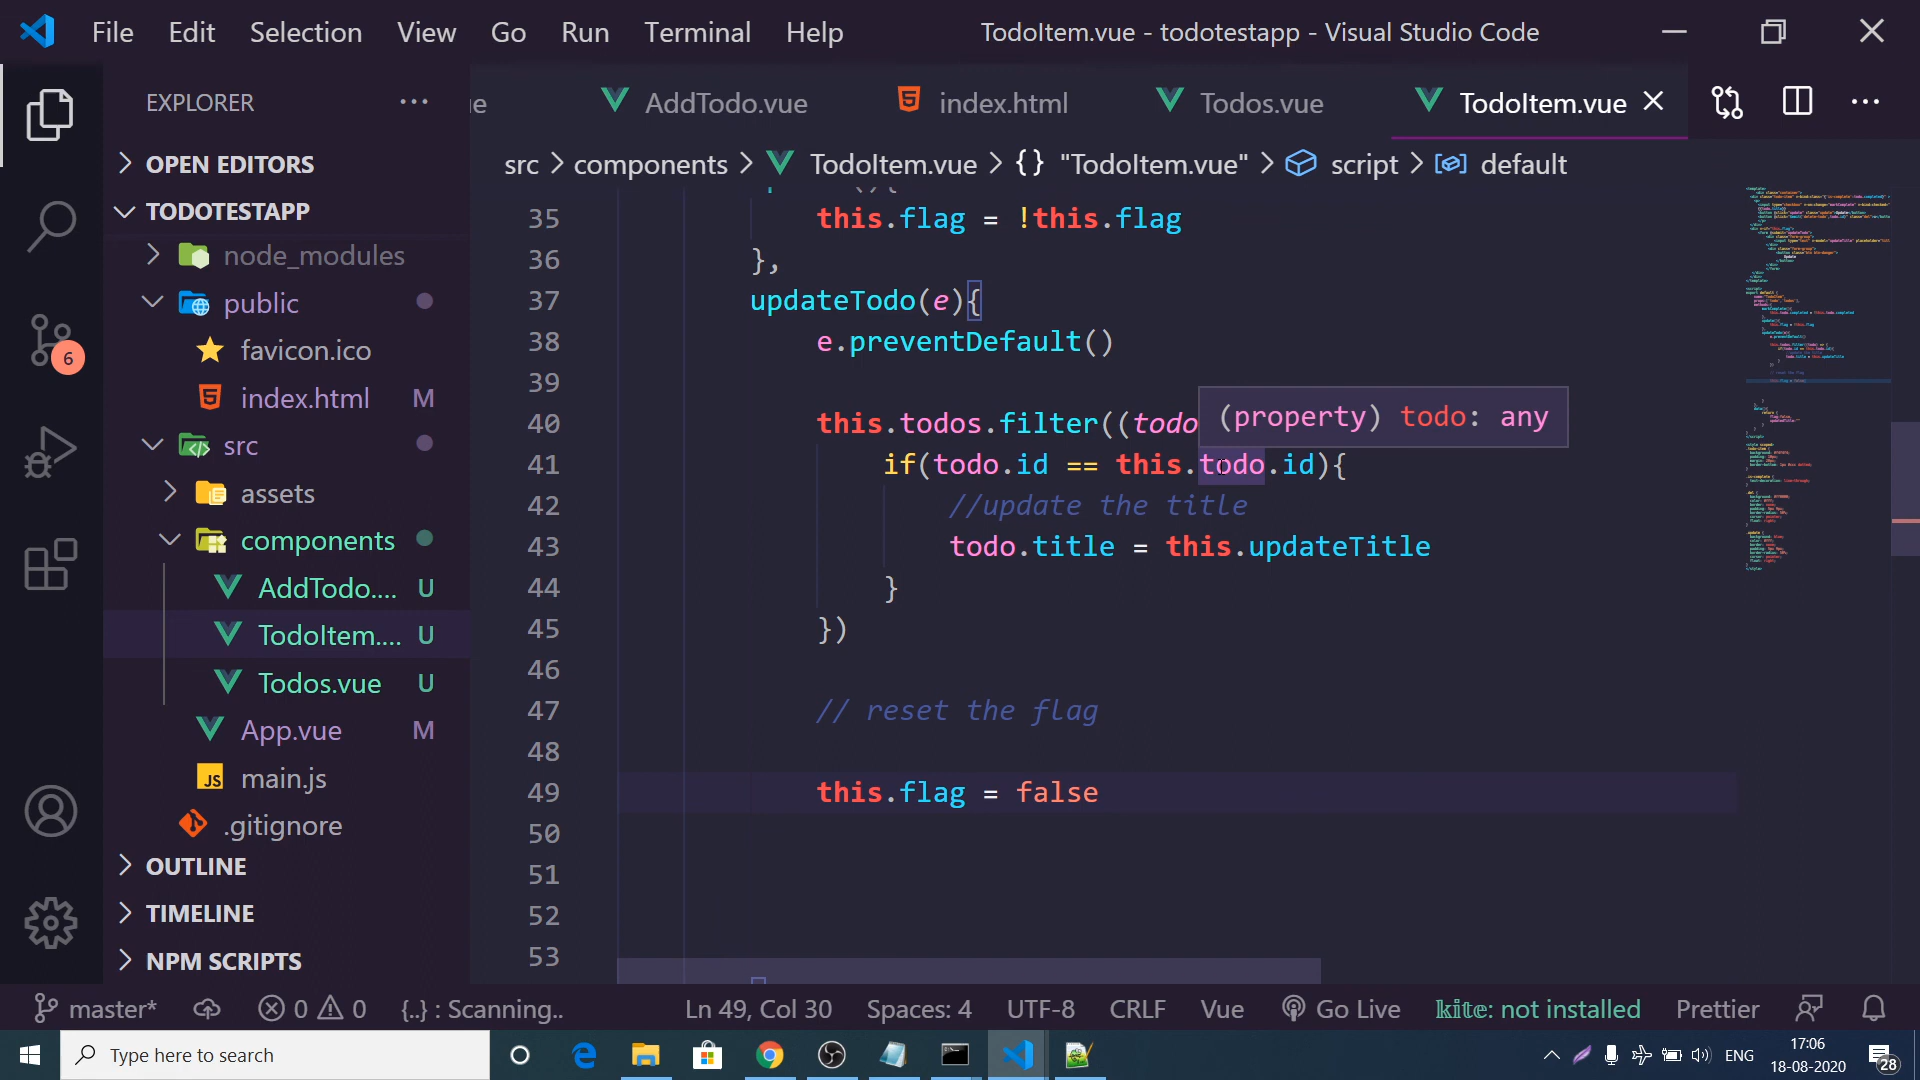 File Edit Selection View Go Run Terminal Help TodoItem.vue - todotestapp - Visual Studio Code
EXPLORER
OPEN EDITORS
TODOTESTAPP
node_modules
public
favicon.ico
index.html M
src
assets
components
AddTodo.... U
TodoItem.... U
Todos.vue U
App.vue M
JS main.js
.gitignore
OUTLINE
TIMELINE
NPM SCRIPTS
6
e AddTodo.vue index.html Todos.vue TodoItem.vue
src > components > TodoItem.vue > {} "TodoItem.vue" > script > default
35 this.flag = !this.flag
36 },
37 updateTodo(e){
38 e.preventDefault()
39
40 this.todos.filter((todo
(property) todo: any
41 if(todo.id == this.todo.id){
42 //update the title
43 todo.title = this.updateTitle
44 }
45 })
46
47 // reset the flag
48
49 this.flag = false
50
51
52
53
master* 0 0 {..} : Scanning.. Ln 49, Col 30 Spaces: 4 UTF-8 CRLF Vue Go Live kite: not installed Prettier
Type here to search
ENG
17:06
18-08-2020
28